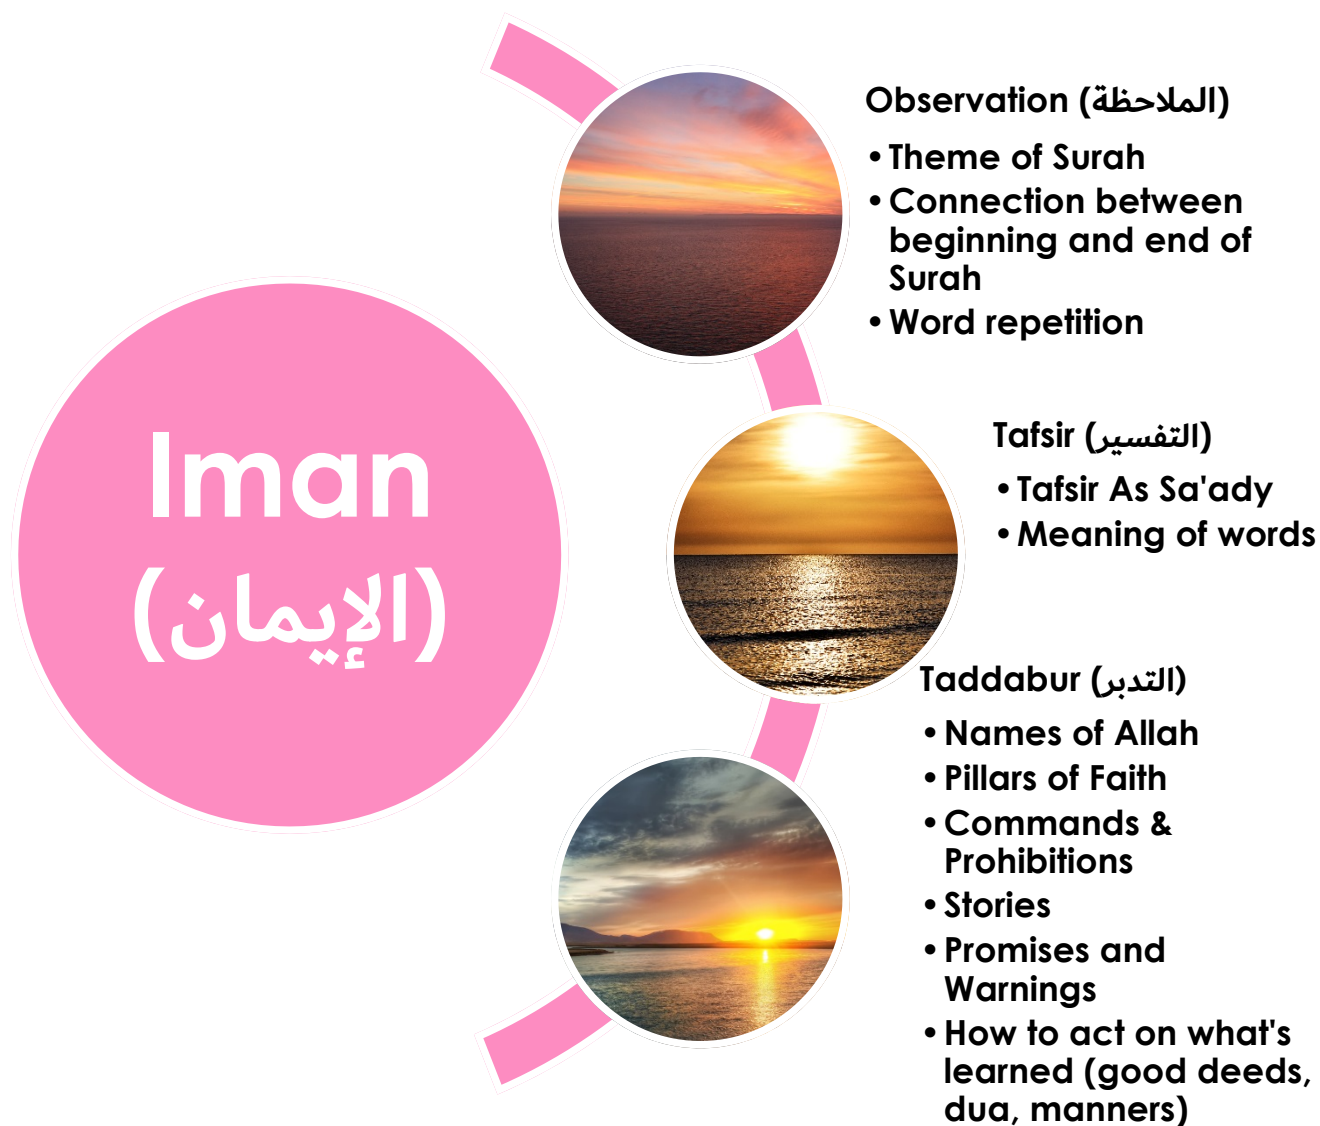 Iman
(الإيمان)
Observation (الملاحظة)
•Theme of Surah
•Connection between
beginning and end of
Surah
•Word repetition
Tafsir (التفسير)
•Tafsir As Sa'ady
•Meaning of words
Taddabur (التدبر)
•Names of Allah
•Pillars of Faith
•Commands &
Prohibitions
•Stories
•Promises and
Warnings
•How to act on what's
learned (good deeds,
dua, manners)